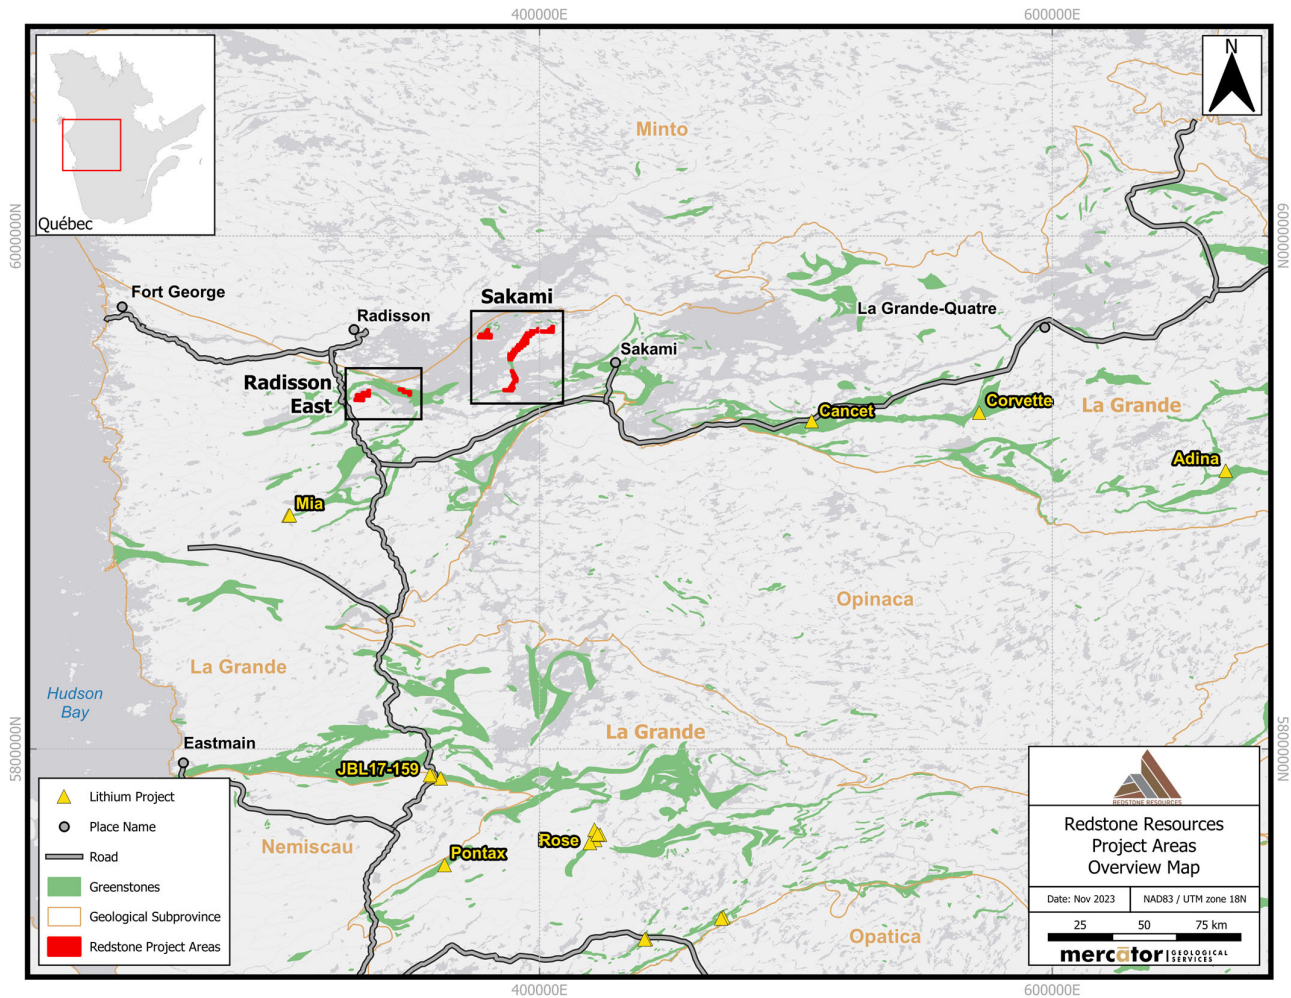 400000E
600000E
N
Minto
Québec
6000000N
6000000N
Fort George
Radisson
Sakami
La Grande-Quatre
Sakami
Radisson
East
Cancet
Corvette
La Grande
Adina
Mia
Opinaca
La Grande
Hudson
Bay
La Grande
5800000N
5800000N
Eastmain
JBL17-159
Lithium Project
Place Name
Road
Greenstones
Geological Subprovince
Redstone Project Areas
Nemiscau
Pontax
Rose
Opatica
REDSTONE RESOURCES
Redstone Resources
Project Areas
Overview Map
Date: Nov 2023
NAD83 / UTM zone 18N
25 50 75 km
mercātor GEOLOGICAL
SERVICES
400000E
600000E